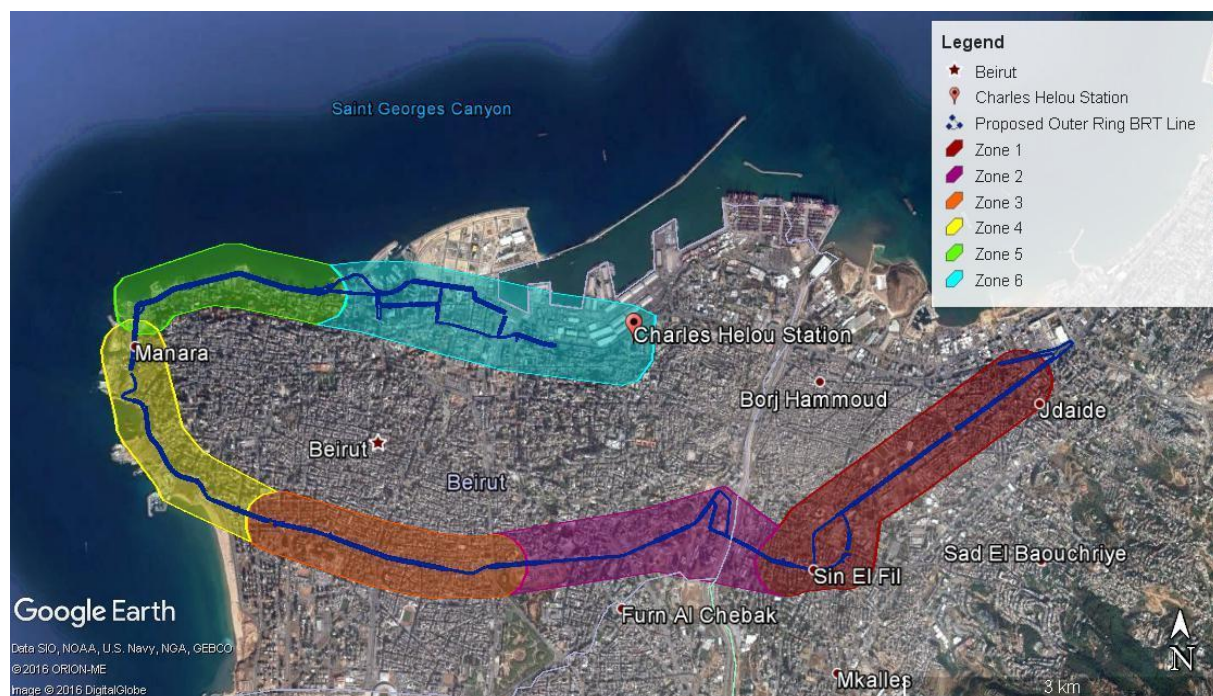 Legend
Beirut
Charles Helou Station
Proposed Outer Ring BRT Line
Zone 1
Zone 2
Zone 3
Zone 4
Zone 5
Zone 6
Saint Georges Canyon
Charles Helou Station
Manara
Borj Hammoud
Jdaide
Beirut
Beirut
Sad El Baouchriye
Sin El Fil
Furn Al Chebak
Mkalles
Google Earth
Data SIO, NOAA, U.S. Navy, NGA, GEBCO
©2016 ORION-ME
Image © 2016 DigitalGlobe
N
3 km